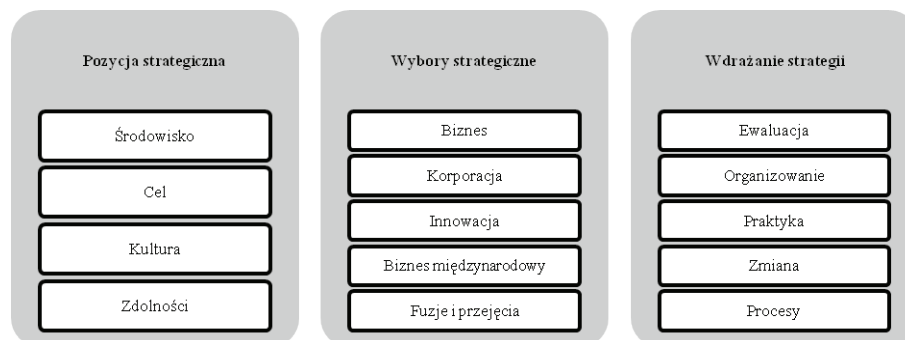 Pozycja strategiczna
Środowisko
Cel
Kultura
Zdolności
Wybory strategiczne
Biznes
Korporacja
Innowacja
Biznes międzynarodowy
Fuzje i przejęcia
Wdrażanie strategii
Ewaluacja
Organizowanie
Praktyka
Zmiana
Procesy